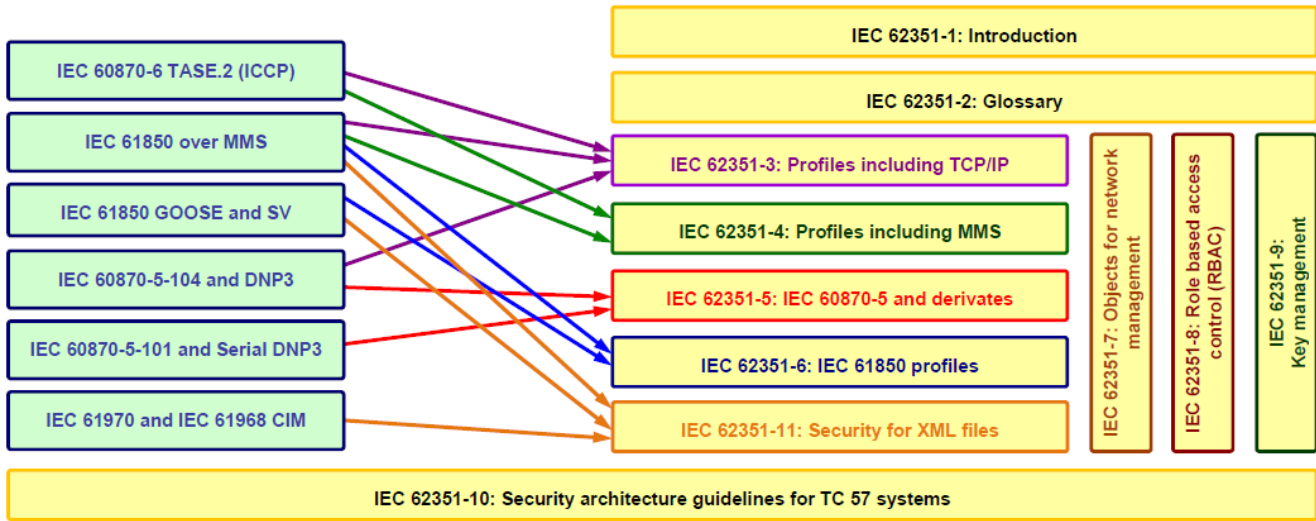 IEC 62351-1: Introduction
IEC 60870-6 TASE.2 (ICCP)
IEC 62351-2: Glossary
IEC 61850 over MMS
IEC 62351-3: Profiles including TCP/IP
IEC 61850 GOOSE and SV
IEC 62351-4: Profiles including MMS
IEC 60870-5-104 and DNP3
IEC 62351-5: IEC 60870-5 and derivates
IEC 60870-5-101 and Serial DNP3
IEC 62351-6: IEC 61850 profiles
IEC 61970 and IEC 61968 CIM
IEC 62351-11: Security for XML files
IEC 62351-7: Objects for network
management
IEC 62351-8: Role based access
control (RBAC)
IEC 62351-9:
Key management
IEC 62351-10: Security architecture guidelines for TC 57 systems